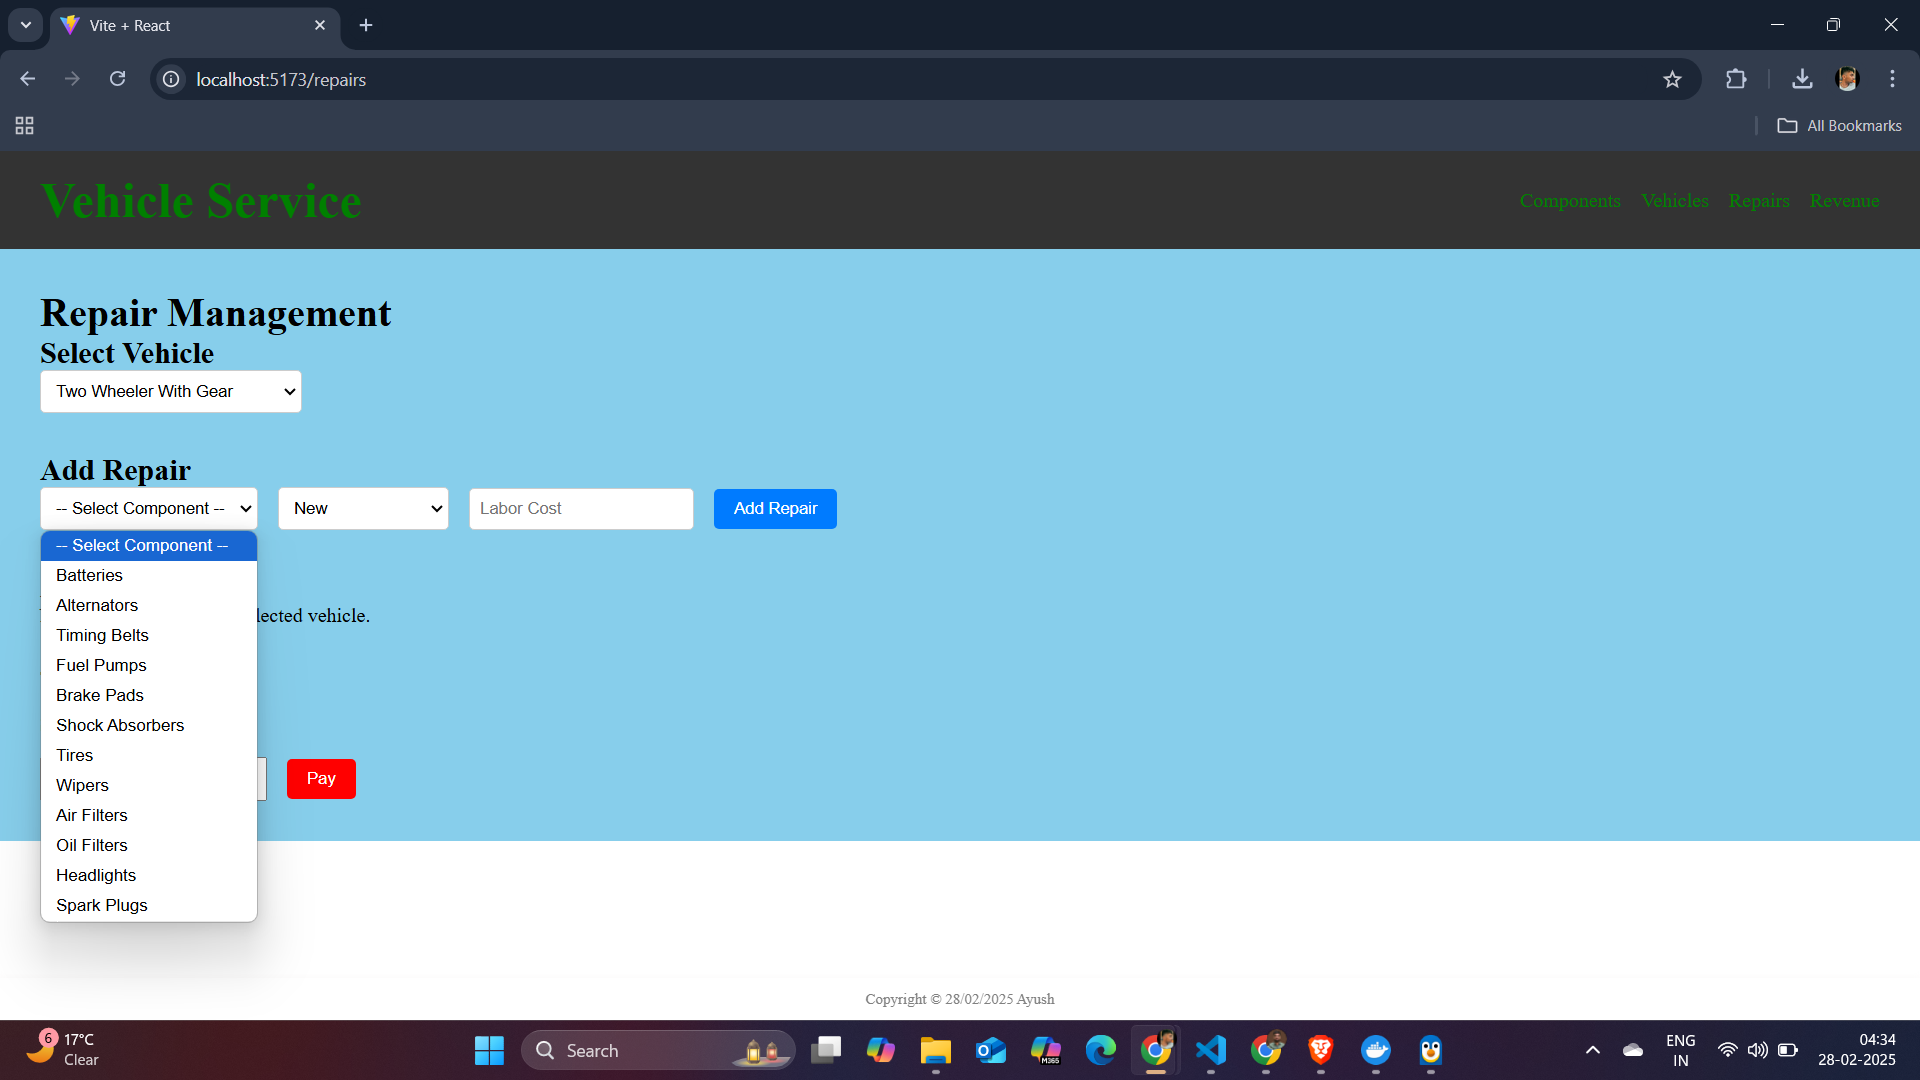 Vite + React
localhost:5173/repairs
All Bookmarks
Vehicle Service
Components Vehicles Repairs Revenue
Repair Management
Select Vehicle
Two Wheeler With Gear
Add Repair
-- Select Component -- New Labor Cost Add Repair
-- Select Component --
Batteries
Alternators
lected vehicle.
Timing Belts
Fuel Pumps
Brake Pads
Shock Absorbers
Tires
Wipers
Pay
Air Filters
Oil Filters
Headlights
Spark Plugs
Copyright © 28/02/2025 Ayush
6 17°C
Clear
Search
M365
ENG
IN
04:34
28-02-2025